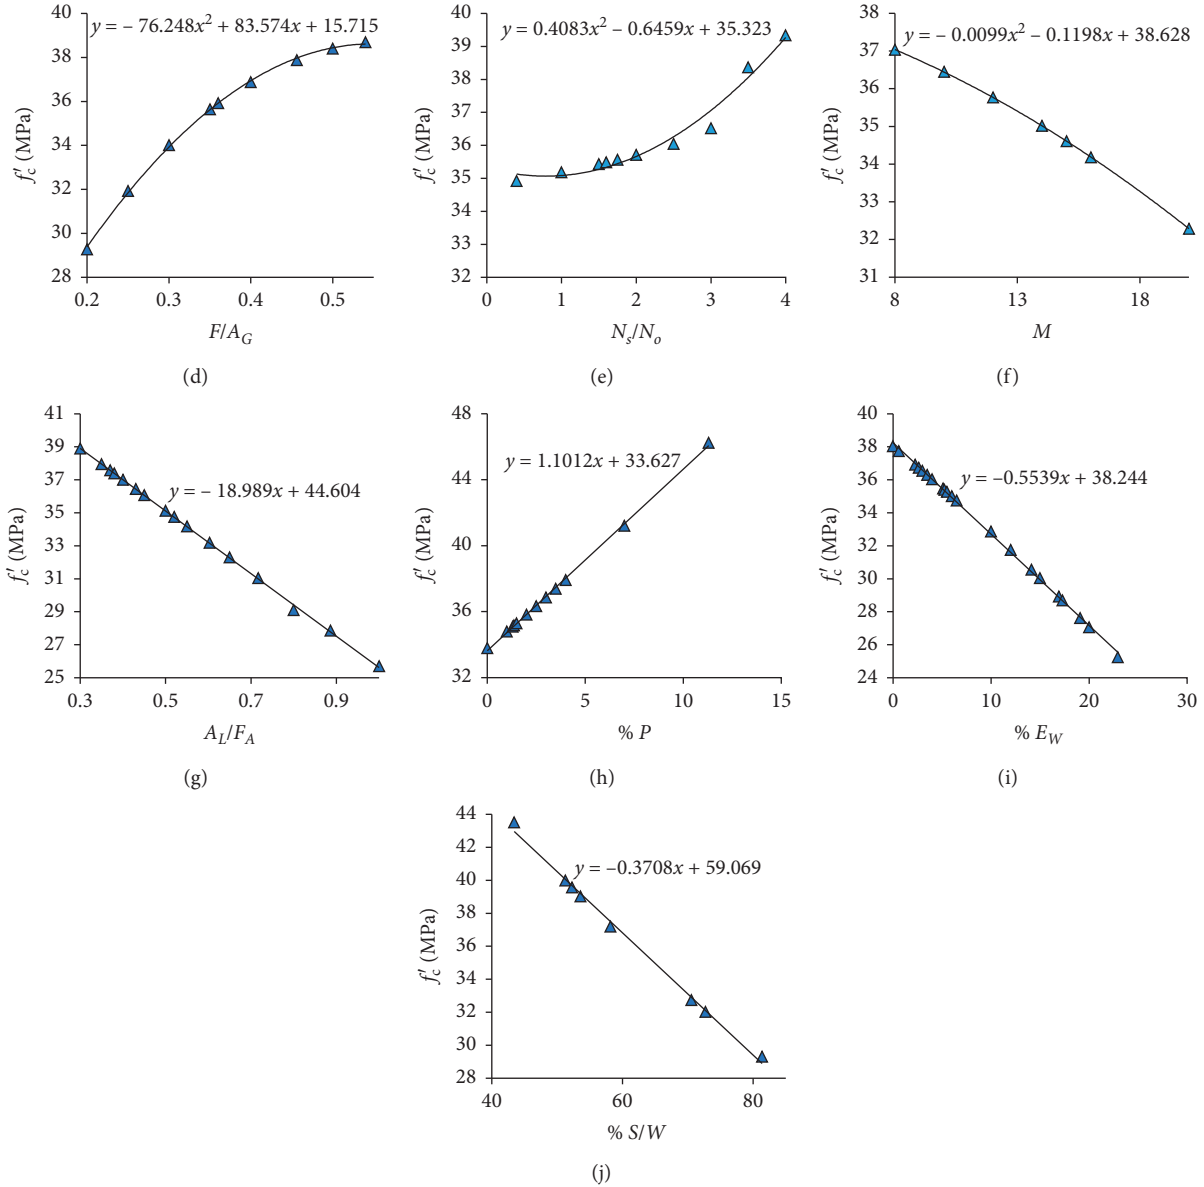 y = – 76.248x² + 83.574x + 15.715
40
38
36
34
32
30
28
f′c (MPa)
0.2 0.3 0.4 0.5
F/A_G
(d)
y = 0.4083x² – 0.6459x + 35.323
40
39
38
37
36
35
34
33
32
f′c (MPa)
0 1 2 3 4
N_s/N_o
(e)
y = – 0.0099x² – 0.1198x + 38.628
38
37
36
35
34
33
32
31
f′c (MPa)
8 13 18
M
(f)
41
39
37
35
33
31
29
27
25
f′c (MPa)
y = – 18.989x + 44.604
0.3 0.5 0.7 0.9
A_L/F_A
(g)
48
44
40
36
32
f′c (MPa)
y = 1.1012x + 33.627
0 5 10 15
% P
(h)
40
38
36
34
32
30
28
26
24
f′c (MPa)
y = –0.5539x + 38.244
0 10 20 30
% E_W
(i)
44
42
40
38
36
34
32
30
28
f′c (MPa)
y = –0.3708x + 59.069
40 60 80
% S/W
(j)